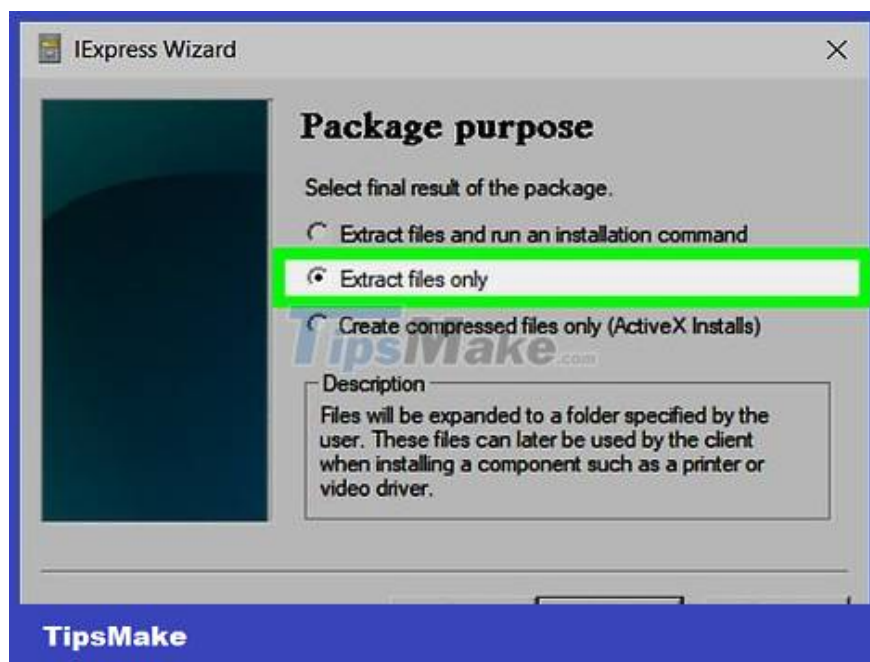 IExpress Wizard
Package purpose
Select final result of the package.
Extract files and run an installation command
Extract files only
Create compressed files only (ActiveX Installs)
TipsMake.com
Description
Files will be expanded to a folder specified by the
user. These files can later be used by the client
when installing a component such as a printer or
video driver.
TipsMake